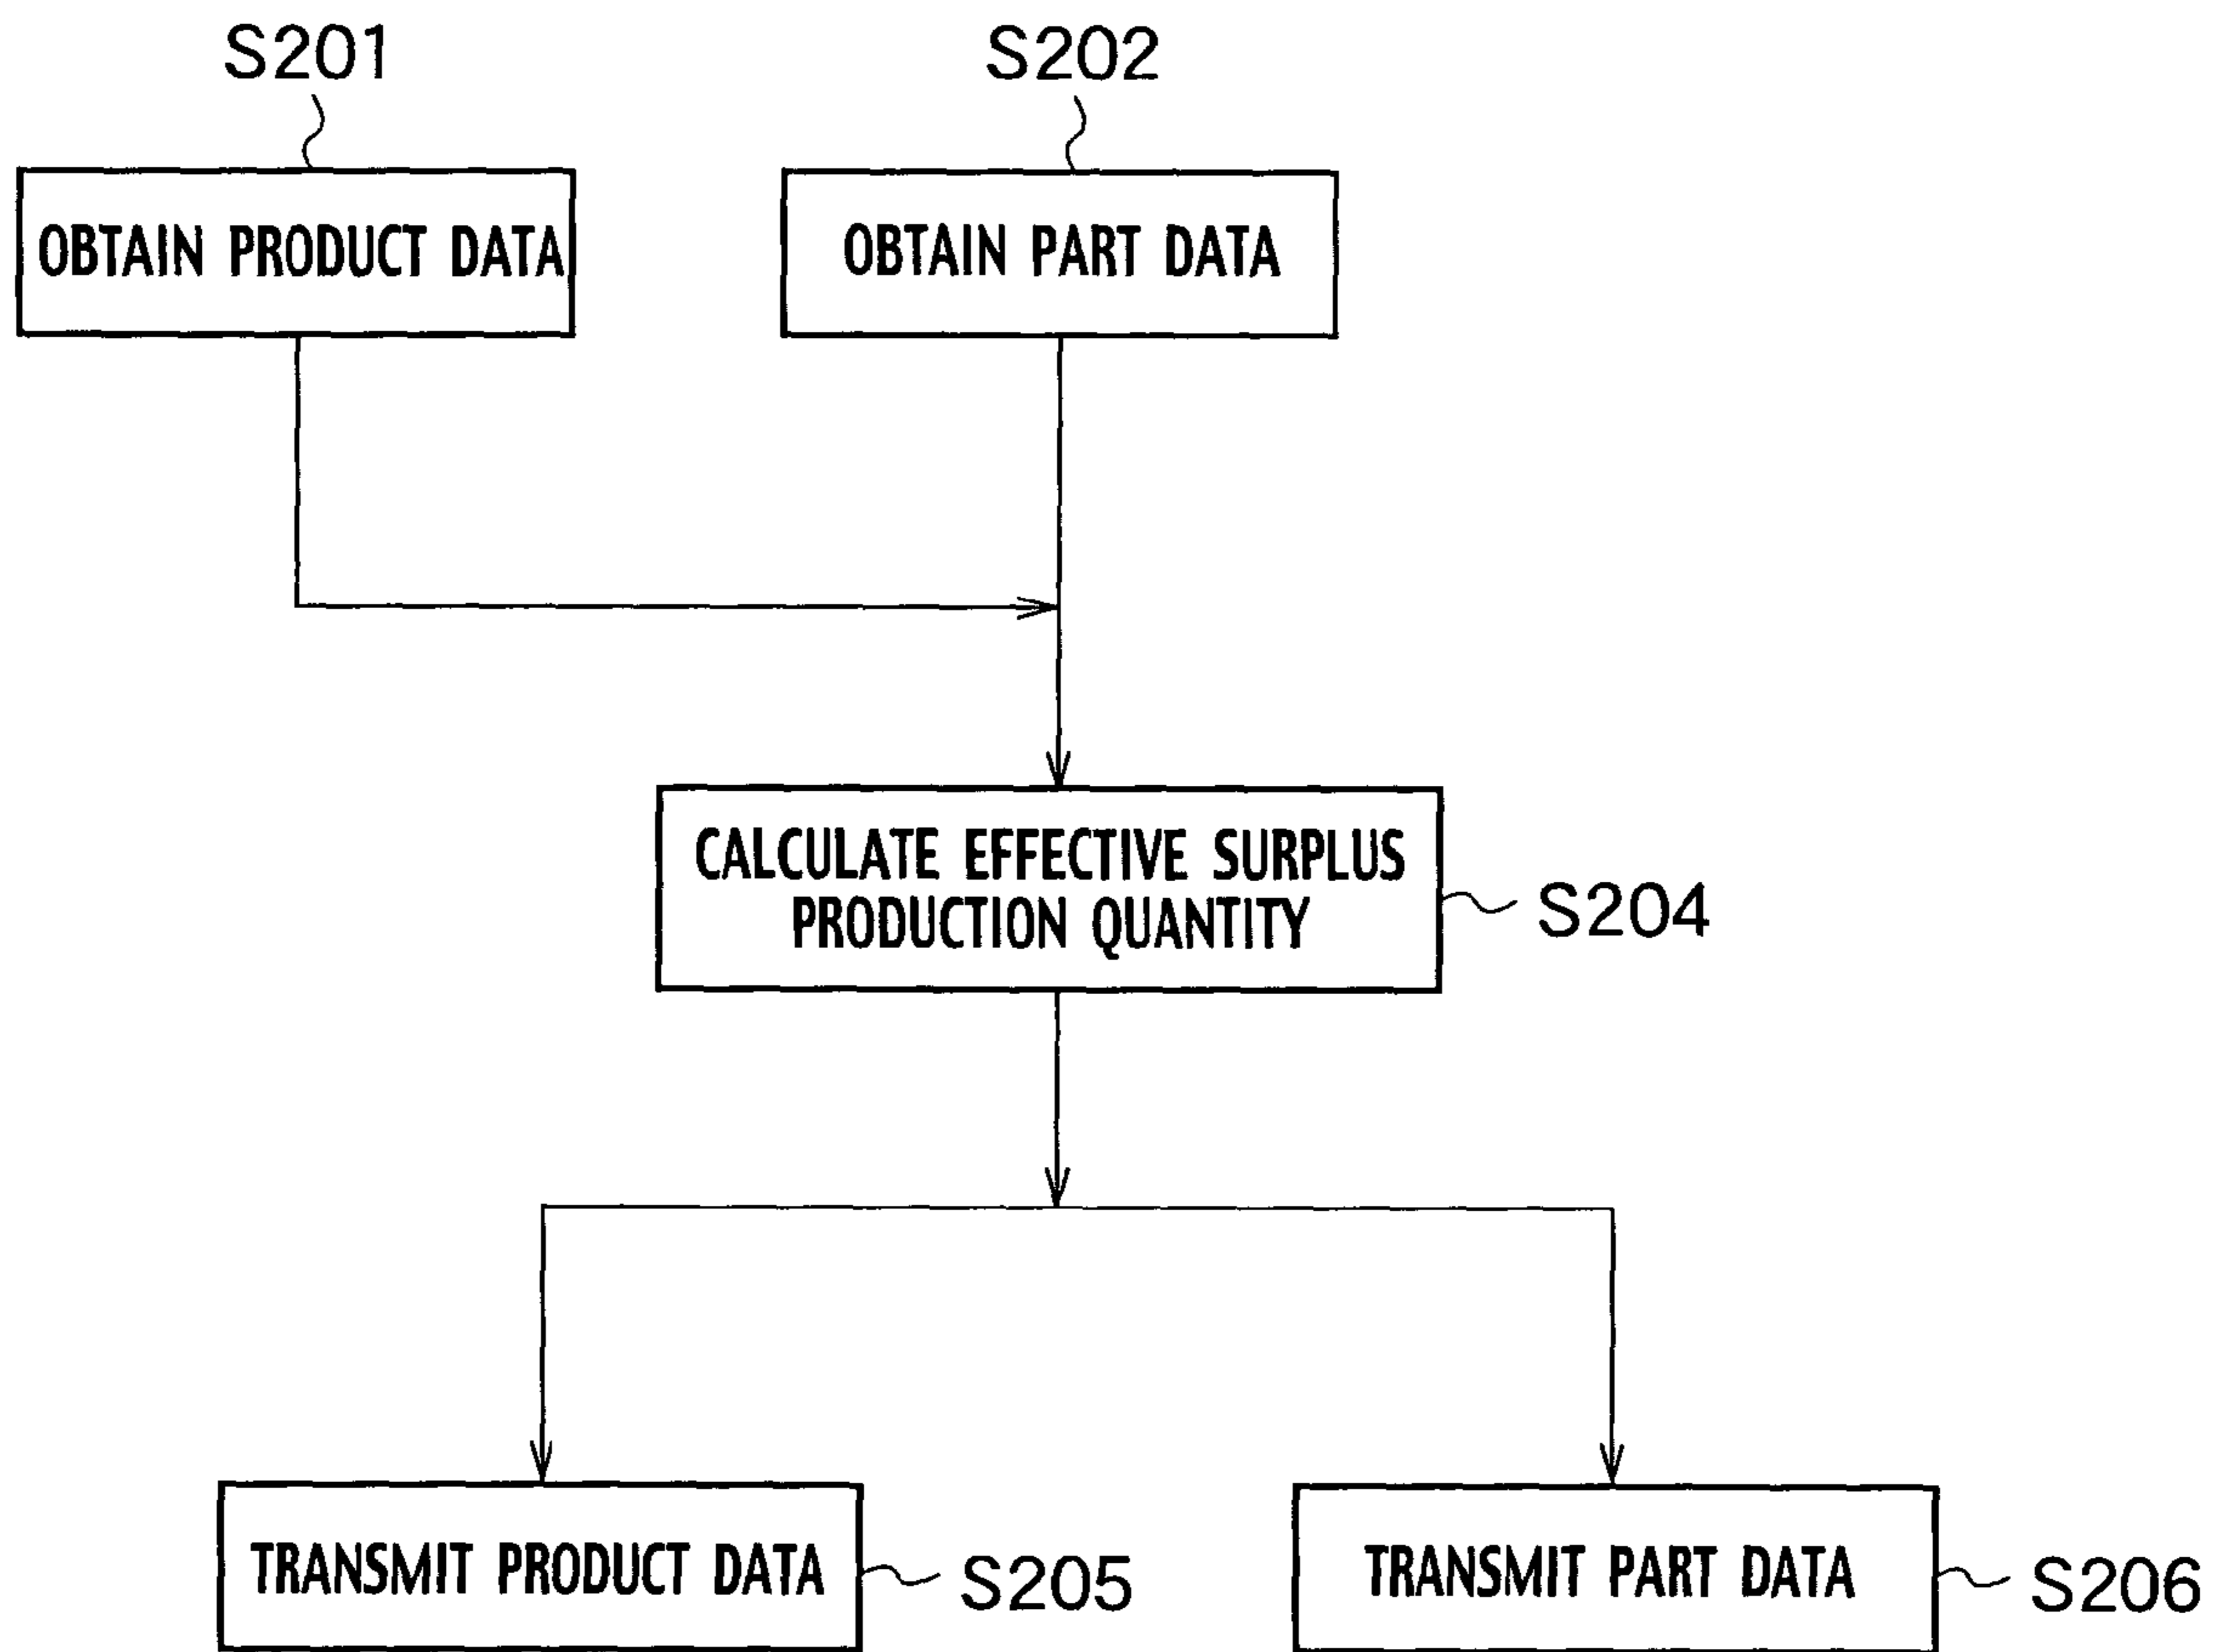 S201
S202
OBTAIN PRODUCT DATA
OBTAIN PART DATA
CALCULATE EFFECTIVE SURPLUS
PRODUCTION QUANTITY
S204
TRANSMIT PRODUCT DATA
S205
TRANSMIT PART DATA
S206